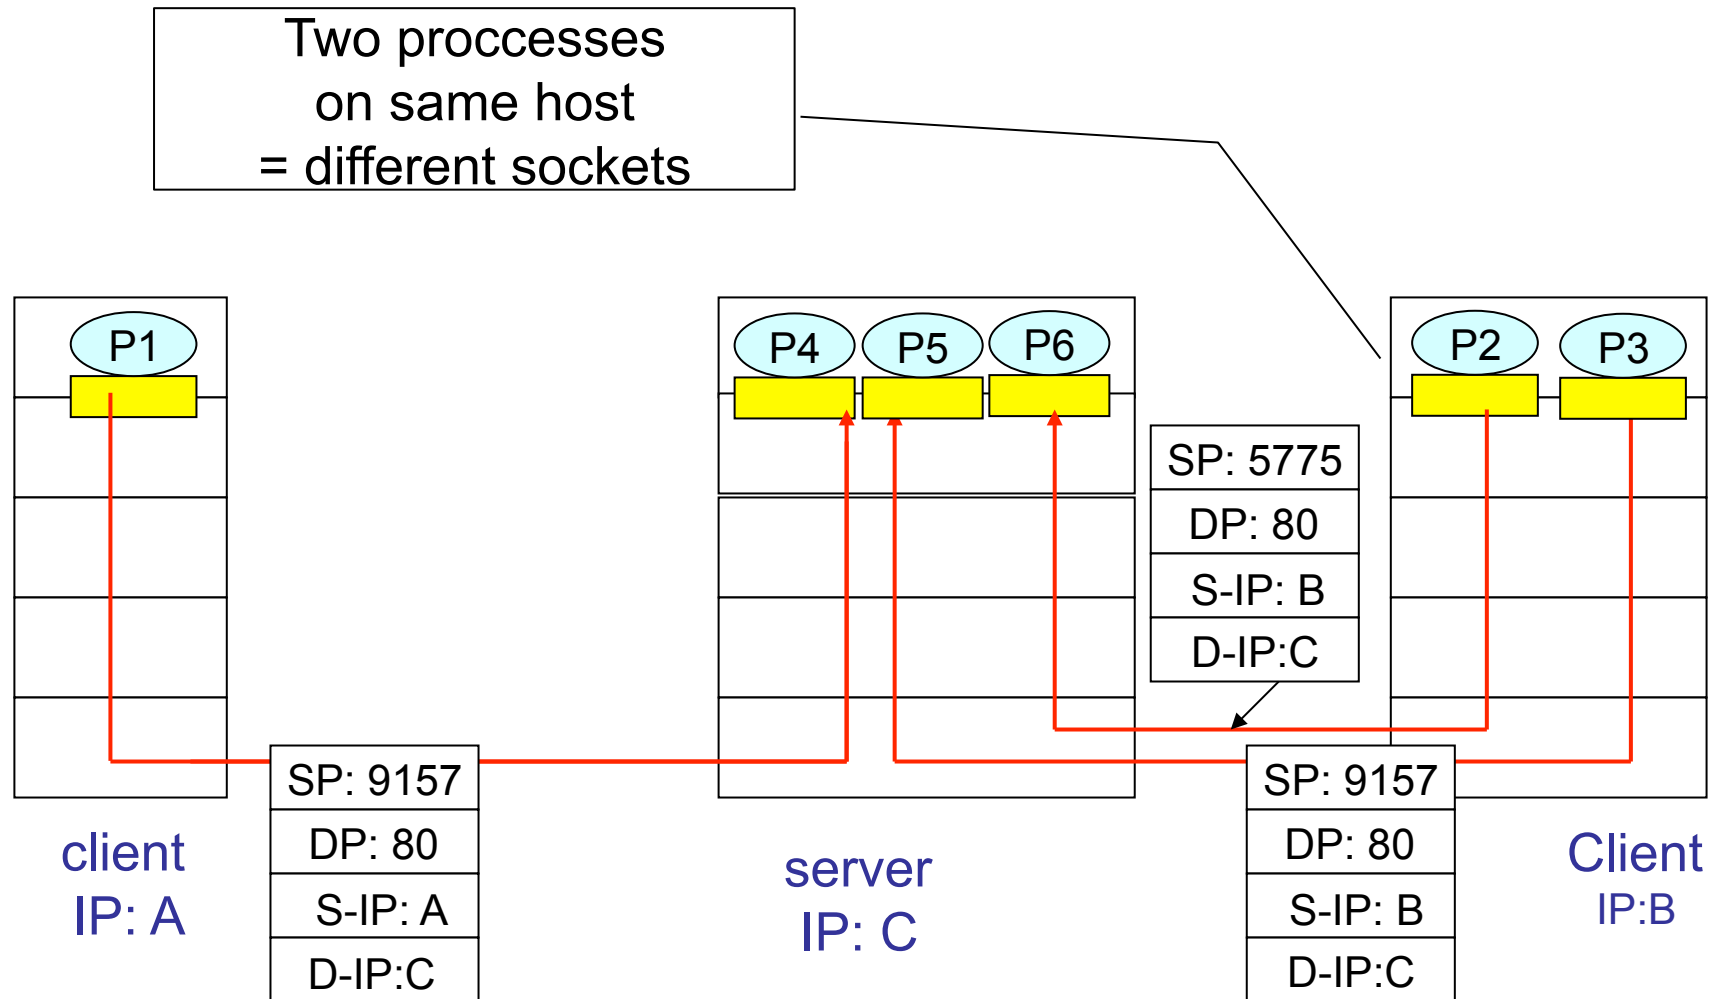 Two proccesses
on same host
= different sockets
P1
P4
P5
P6
P2
P3
SP: 5775
DP: 80
S-IP: B
D-IP:C
SP: 9157
DP: 80
S-IP: A
D-IP:C
SP: 9157
DP: 80
S-IP: B
D-IP:C
client
IP: A
server
IP: C
Client
IP:B